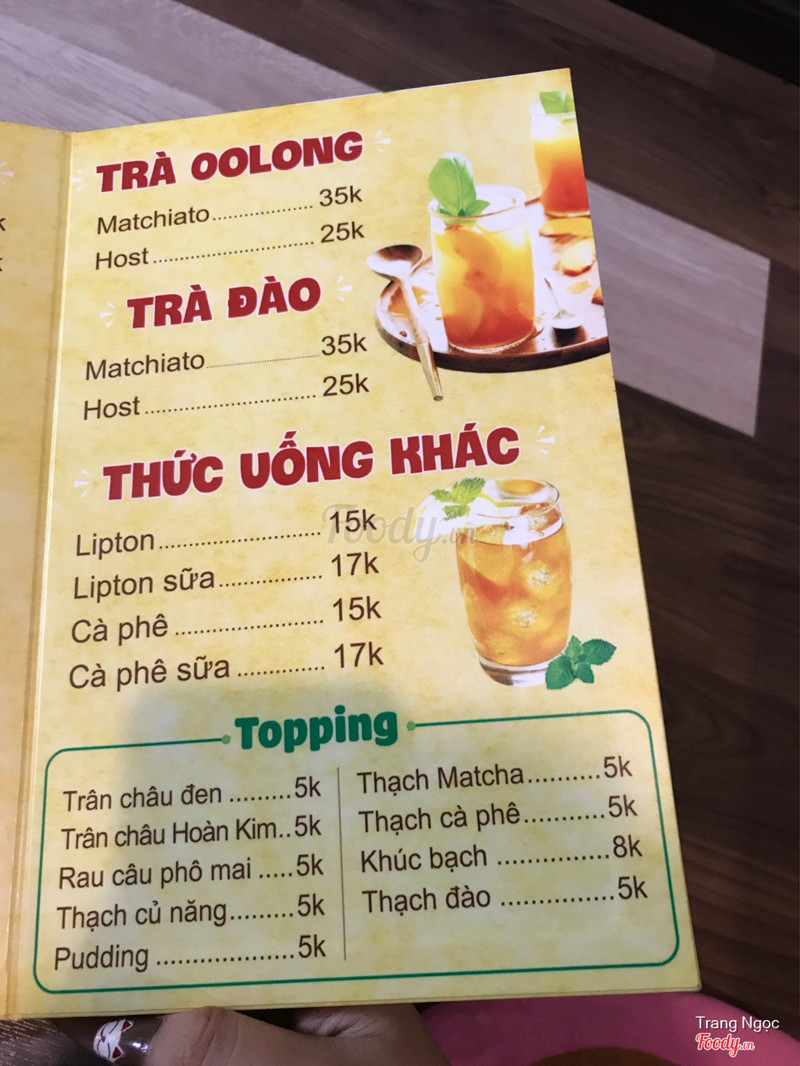 TRÀ OOLONG
Matchiato................ 35k
Host......................... 25k
TRÀ ĐÀO
Matchiato................ 35k
Host......................... 25k
THỨC UỐNG KHÁC
Lipton........................ 15k
Lipton sữa............... 17k
Cà phê ..................... 15k
Cà phê sữa ............. 17k
Topping
Trân châu đen .........5k
Trân châu Hoàn Kim..5k
Rau câu phô mai .....5k
Thạch củ năng.........5k
Pudding ...................5k
Thạch Matcha..........5k
Thạch cà phê...........5k
Khúc bạch ...............8k
Thạch đào ...............5k
Foody.vn
Trang Ngọc
Foody.vn